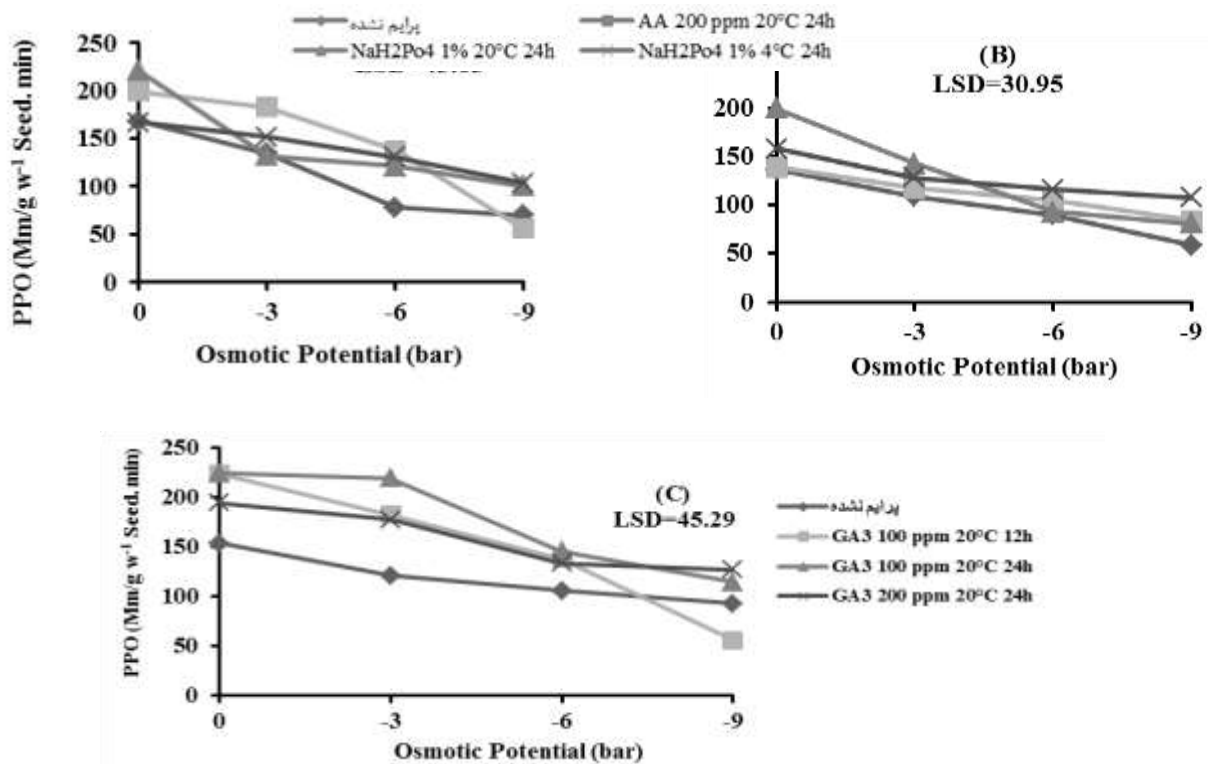 پرایم نشده
AA 200 ppm 20°C 24h
NaH2Po4 1% 20°C 24h
NaH2Po4 1% 4°C 24h
PPO (Mm/g w⁻¹ Seed. min)
250
200
150
100
50
0
0
-3
-6
-9
Osmotic Potential (bar)
(B)
LSD=30.95
200
150
100
50
0
0
-3
-6
-9
Osmotic Potential (bar)
PPO (Mm/g w⁻¹ Seed. min)
250
200
150
100
50
0
0
-3
-6
-9
Osmotic Potential (bar)
(C)
LSD=45.29
پرایم نشده
GA3 100 ppm 20°C 12h
GA3 100 ppm 20°C 24h
GA3 200 ppm 20°C 24h